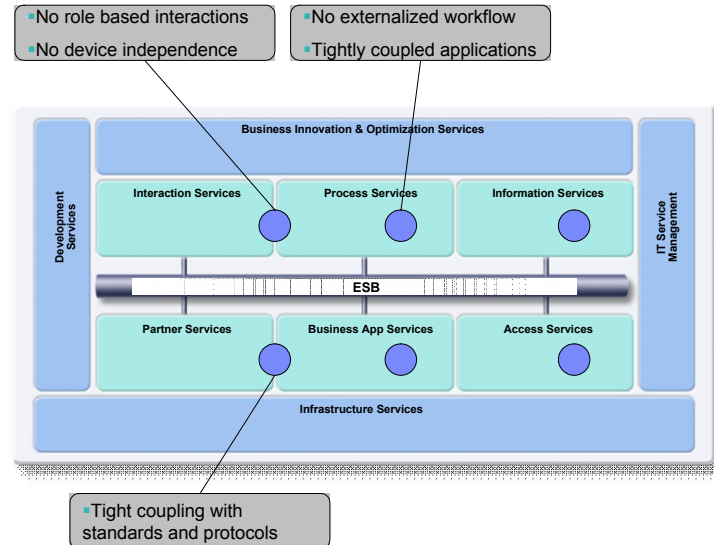 ▪No role based interactions
▪No device independence
▪No externalized workflow
▪Tightly coupled applications
Business Innovation & Optimization Services
Development
Services
Interaction Services
Process Services
Information Services
IT Service
Management
ESB
Partner Services
Business App Services
Access Services
Infrastructure Services
▪Tight coupling with
standards and protocols